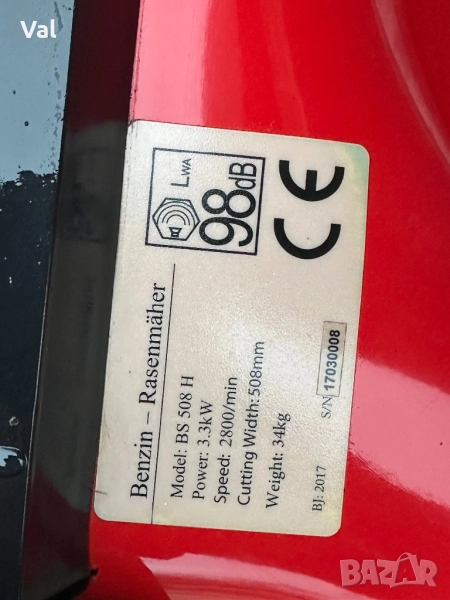 Val
Benzin – Rasenmäher
Model: BS 508 H
Power: 3.3kW
Speed: 2800/min
Cutting Width: 508mm
Weight: 34kg
BJ: 2017 S/N 17030008
LWA
98dB
CE
BAZAR